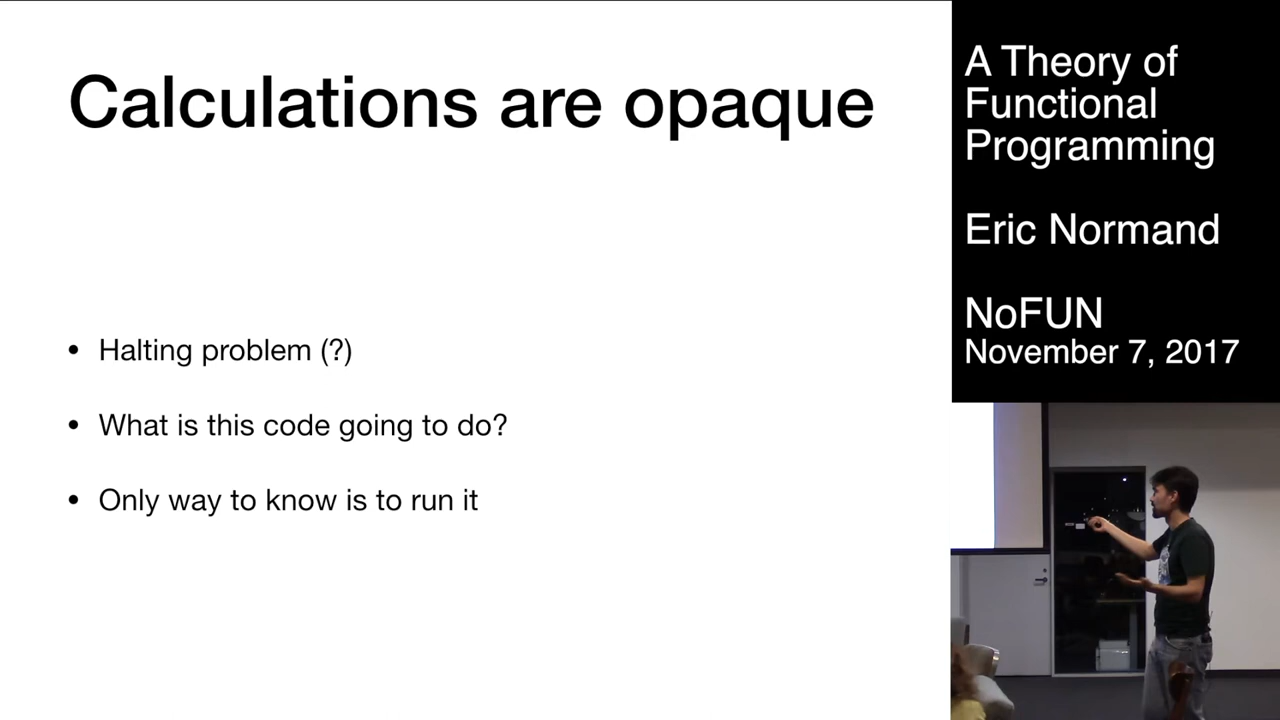 Calculations are opaque
• Halting problem (?)
• What is this code going to do?
• Only way to know is to run it
A Theory of
Functional
Programming
Eric Normand
NoFUN
November 7, 2017